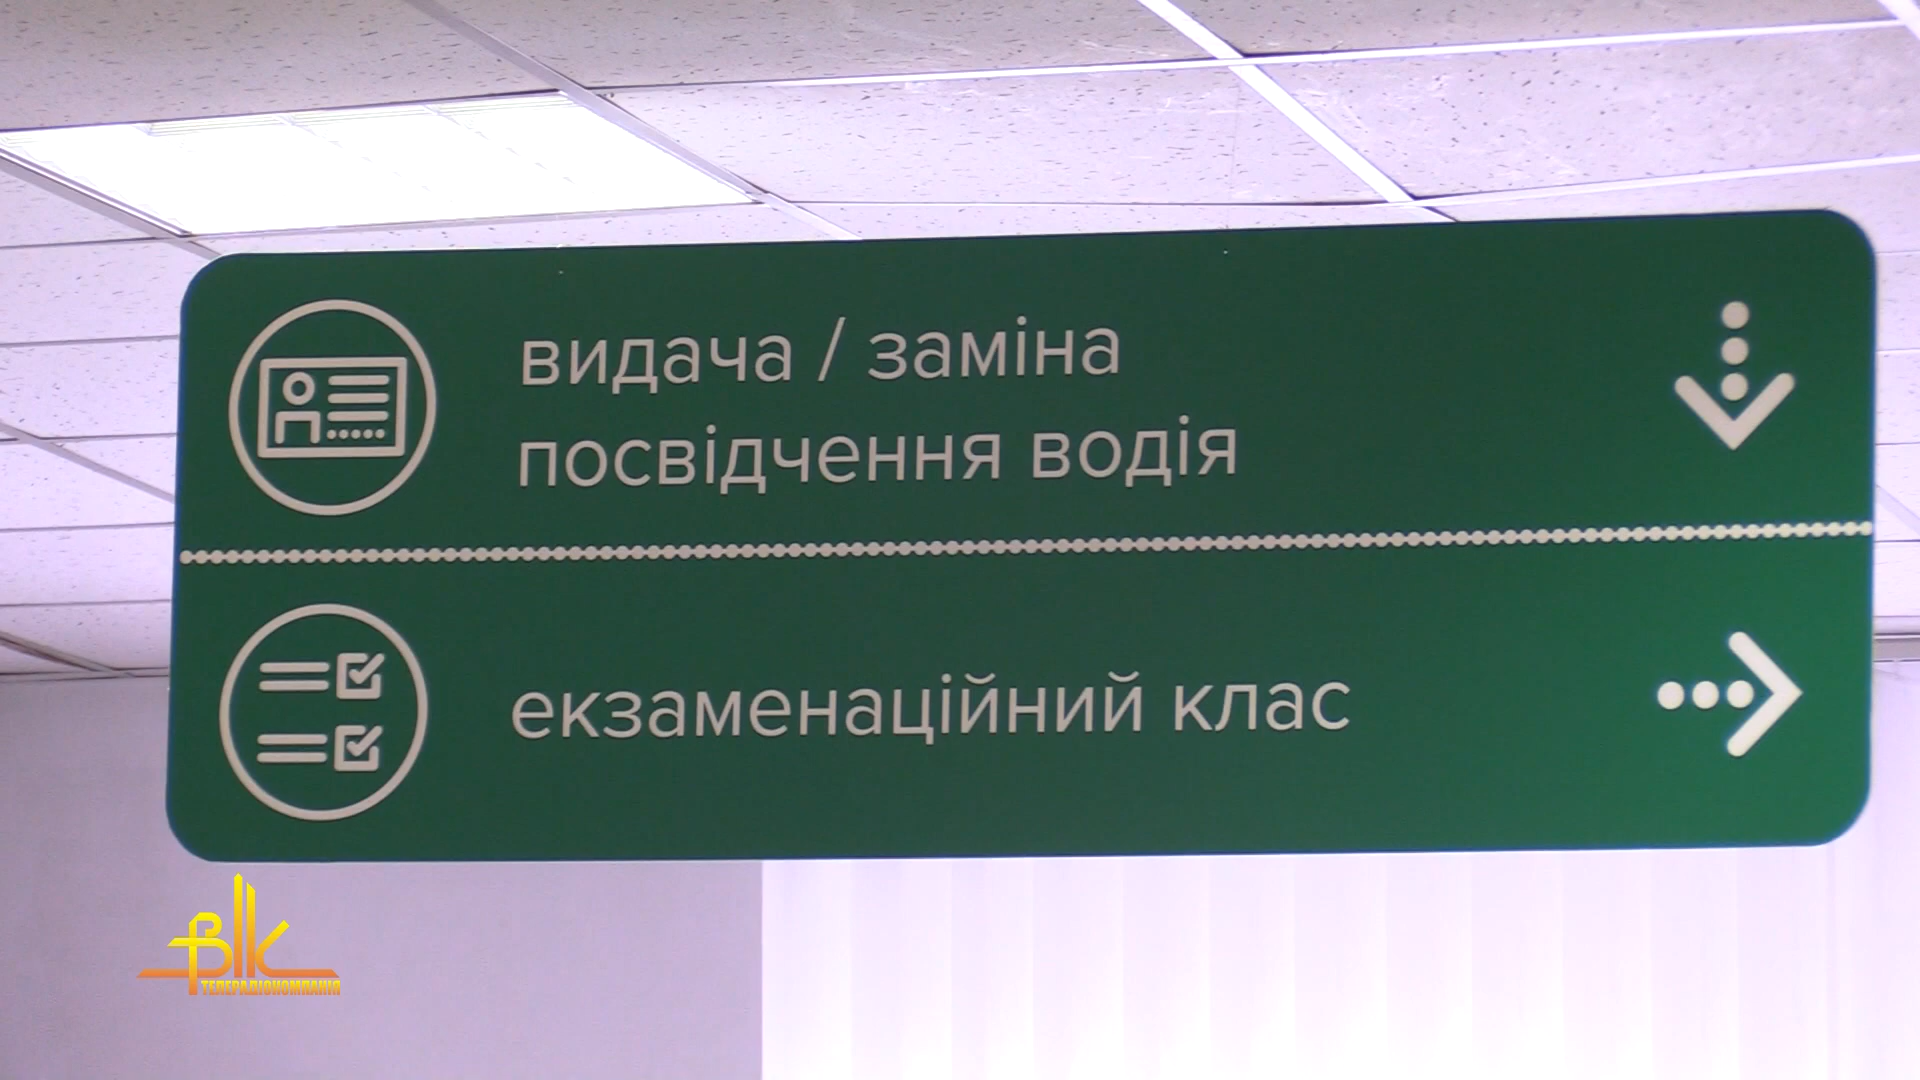 видача / заміна
посвідчення водія
екзаменаційний клас
ВІК
ТЕЛЕРАДІОКОМПАНІЯ